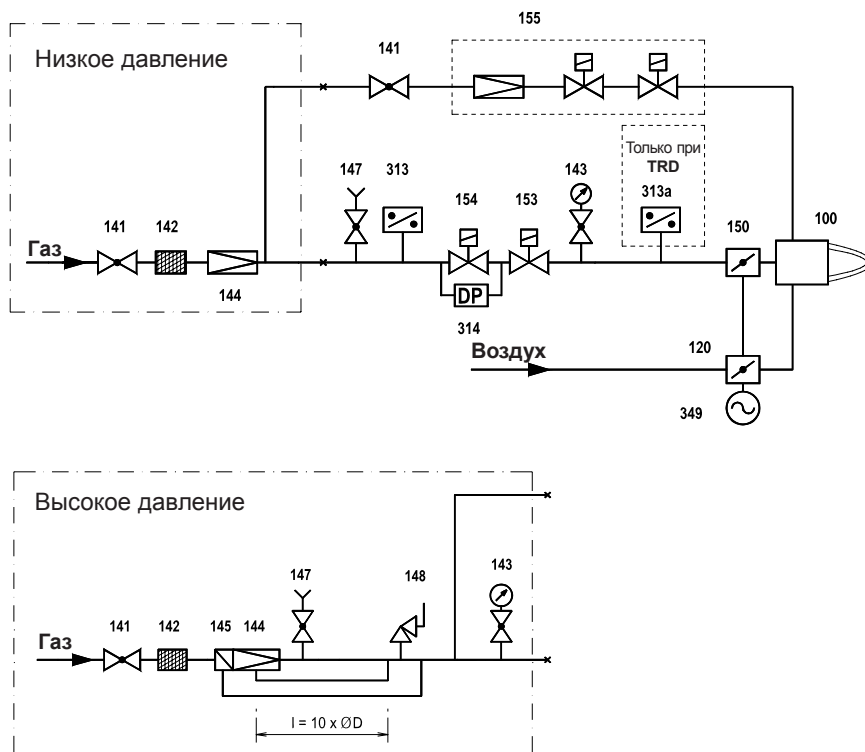 155
Низкое давление
141
Только при
TRD
147
313
154
153
143
313a
150
100
141
142
Газ
144
DP
314
Воздух
120
349
Высокое давление
147
148
143
141
142
145
144
Газ
l = 10 x ØD